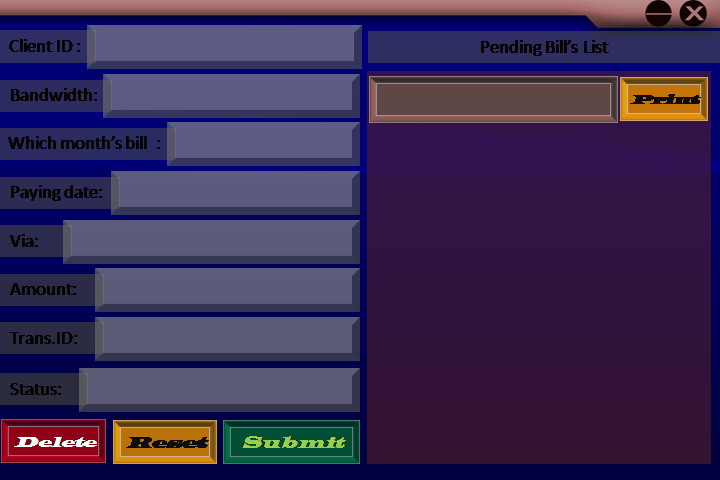 Client ID :
Bandwidth:
Which month's bill :
Paying date:
Via:
Amount:
Trans.ID:
Status:
Delete Reset Submit
Pending Bill's List
Print